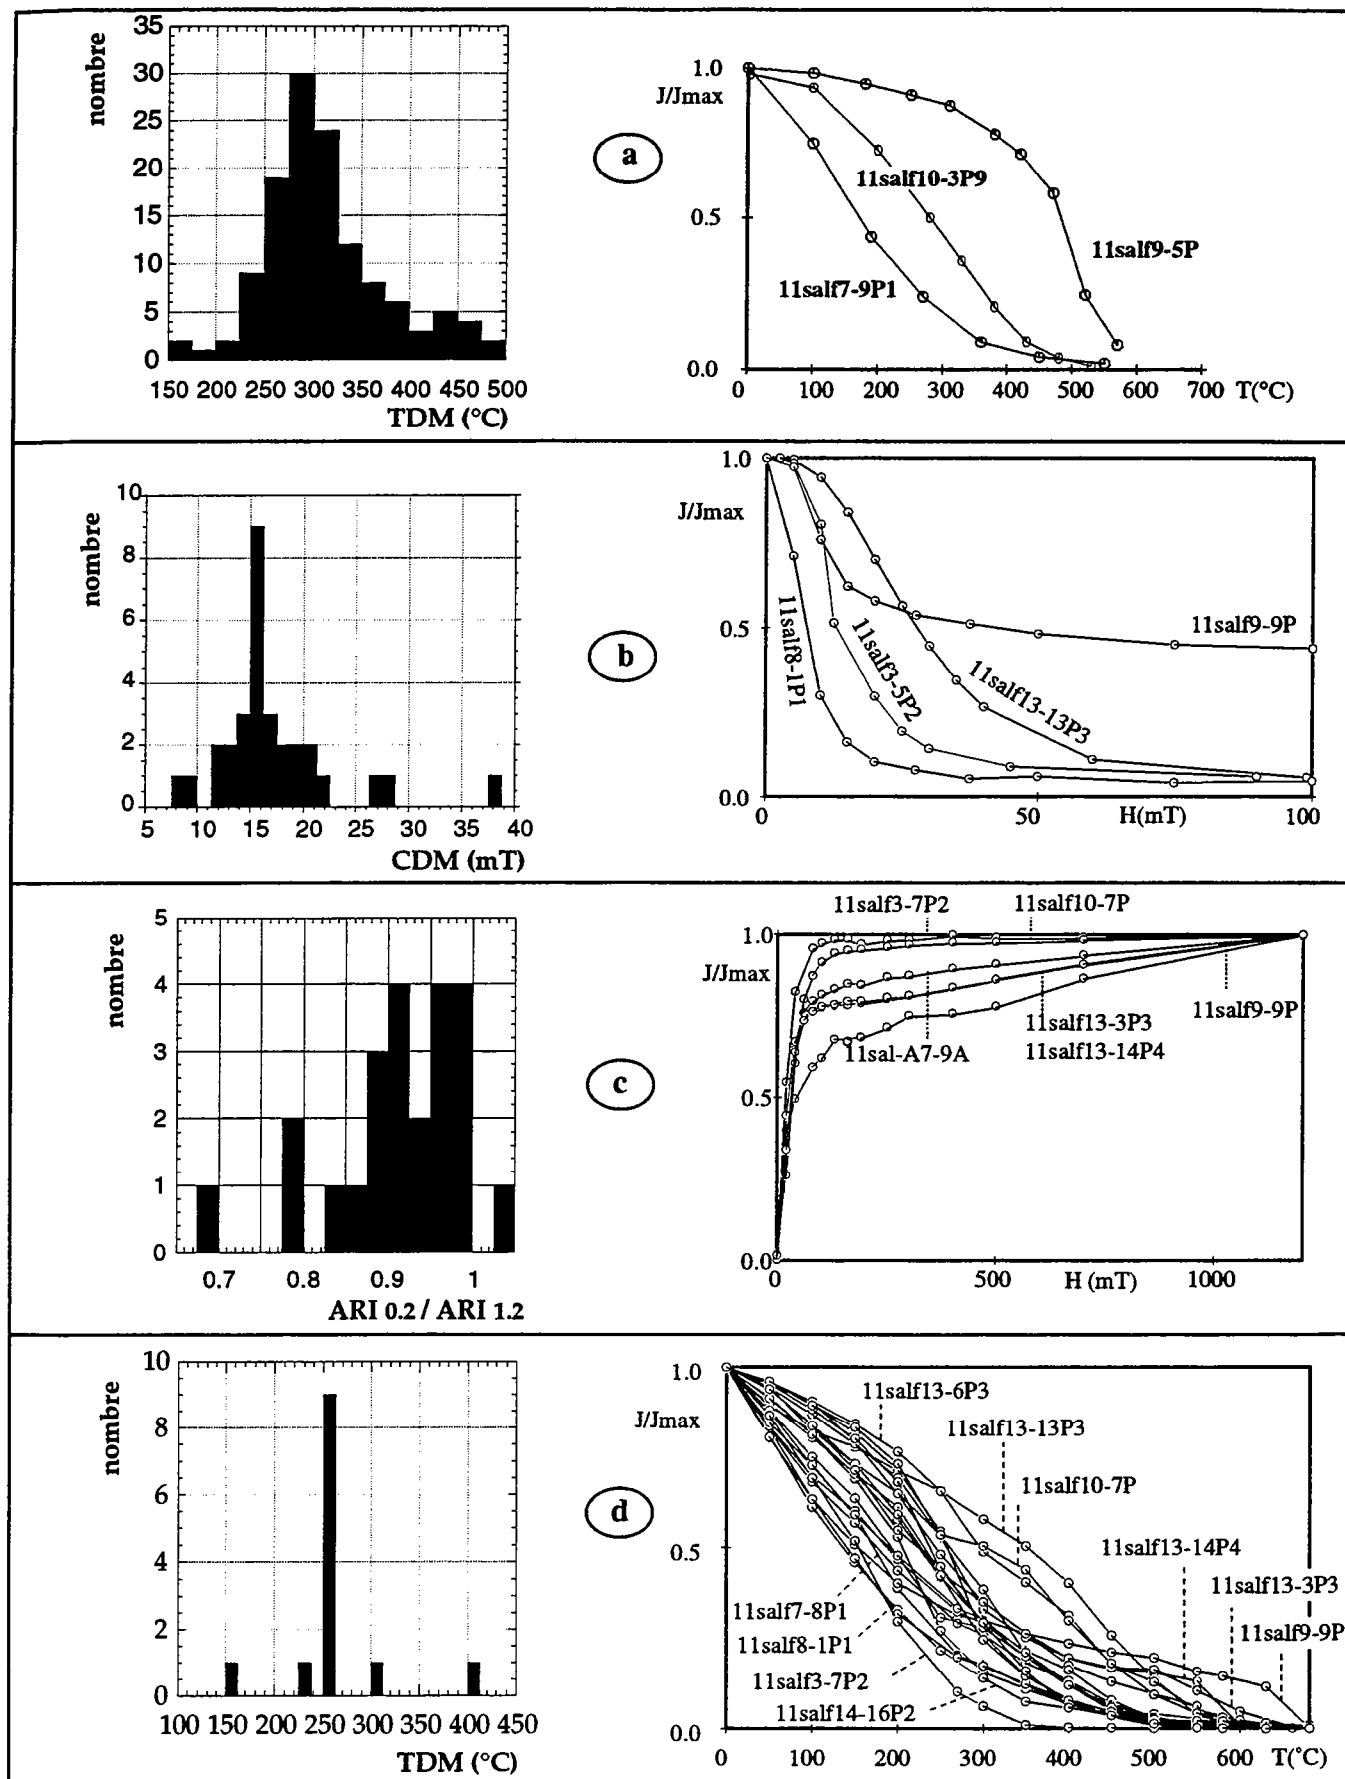 35
30
25
20
15
10
5
0
nombre
150 200 250 300 350 400 450 500
TDM (°C)
a
1.0
J/Jmax
0.5
0.0
11salf10-3P9
11salf9-5P
11salf7-9P1
0 100 200 300 400 500 600 700 T(°C)
10
8
6
4
2
0
nombre
5 10 15 20 25 30 35 40
CDM (mT)
b
1.0
J/Jmax
0.5
0.0
11salf8-1P1
11salf3-5P2
11salf13-13P3
11salf9-9P
0 50 H(mT) 100
5
4
3
2
1
0
nombre
0.7 0.8 0.9 1
ARI 0.2 / ARI 1.2
c
11salf3-7P2 11salf10-7P
1.0
J/Jmax
0.5
0.0
11salf9-9P
11salf13-3P3
11sal-A7-9A 11salf13-14P4
0 500 H (mT) 1000
10
8
6
4
2
0
nombre
100 150 200 250 300 350 400 450
TDM (°C)
d
1.0
J/Jmax
0.5
0.0
11salf13-6P3
11salf13-13P3
11salf10-7P
11salf13-14P4
11salf13-3P3
11salf9-9P
11salf7-8P1
11salf8-1P1
11salf3-7P2
11salf14-16P2
0 100 200 300 400 500 600 T(°C)